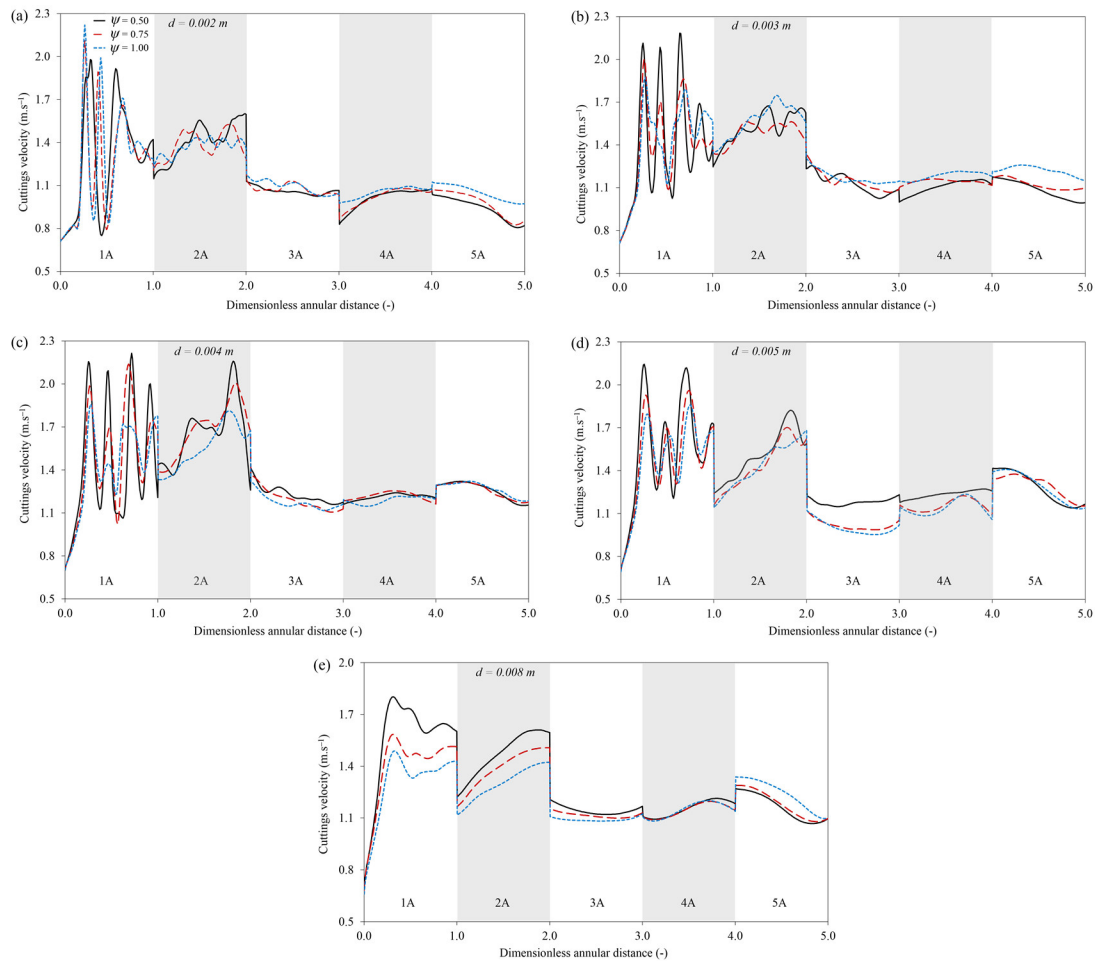 (a)
d = 0.002 m
ψ = 0.50
ψ = 0.75
ψ = 1.00
2.3
2.0
1.7
1.4
1.1
0.8
0.5
Cuttings velocity (m.s⁻¹)
1A 2A 3A 4A 5A
0.0 1.0 2.0 3.0 4.0 5.0
Dimensionless annular distance (-)
(b)
d = 0.003 m
2.3
2.0
1.7
1.4
1.1
0.8
0.5
Cuttings velocity (m.s⁻¹)
1A 2A 3A 4A 5A
0.0 1.0 2.0 3.0 4.0 5.0
Dimensionless annular distance (-)
(c)
d = 0.004 m
2.3
2.0
1.7
1.4
1.1
0.8
0.5
Cuttings velocity (m.s⁻¹)
1A 2A 3A 4A 5A
0.0 1.0 2.0 3.0 4.0 5.0
Dimensionless annular distance (-)
(d)
d = 0.005 m
2.3
2.0
1.7
1.4
1.1
0.8
0.5
Cuttings velocity (m.s⁻¹)
1A 2A 3A 4A 5A
0.0 1.0 2.0 3.0 4.0 5.0
Dimensionless annular distance (-)
(e)
d = 0.008 m
2.0
1.7
1.4
1.1
0.8
0.5
Cuttings velocity (m.s⁻¹)
1A 2A 3A 4A 5A
0.0 1.0 2.0 3.0 4.0 5.0
Dimensionless annular distance (-)